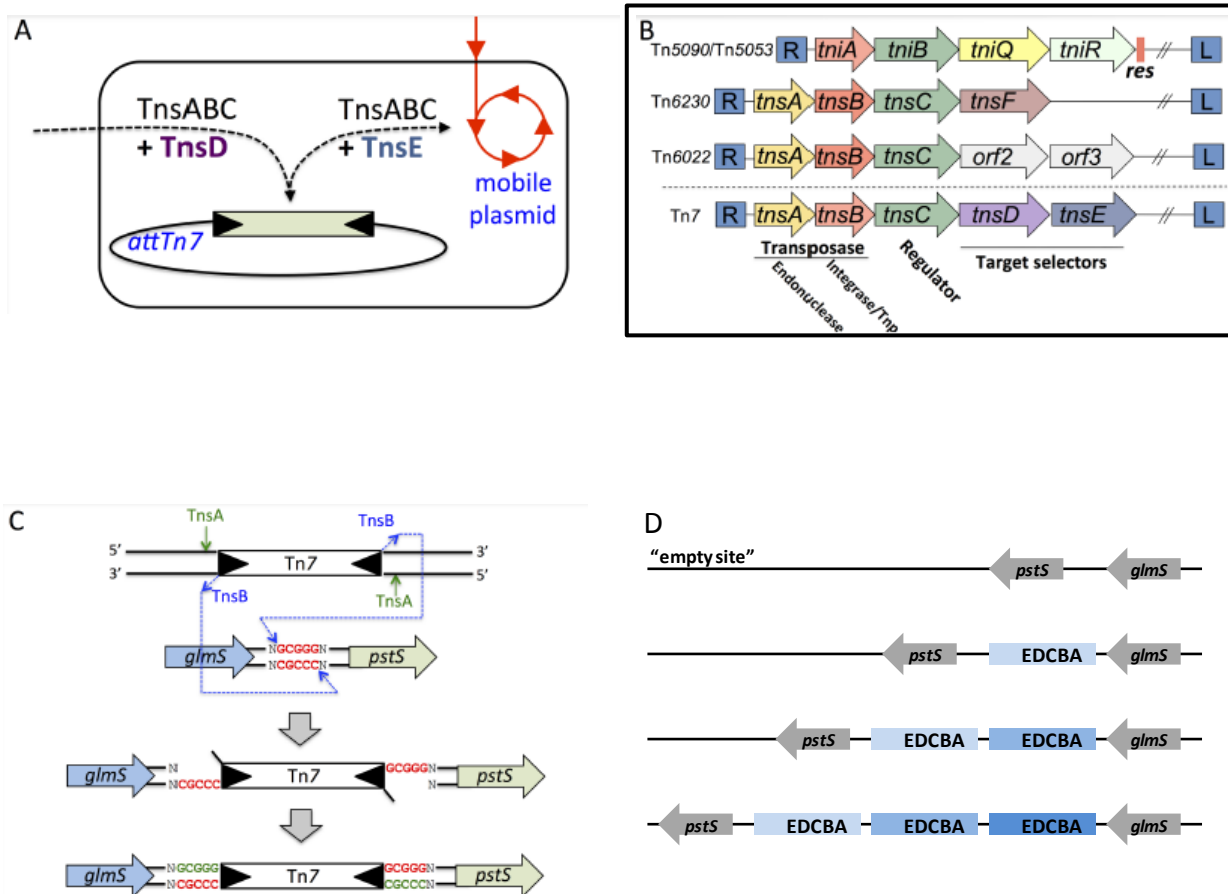 A
TnsABC
+ TnsD
TnsABC
+ TnsE
mobile
plasmid
attTn7
B
Tn5090/Tn5053 R tniA tniB tniQ tniR res // L
Tn6230 R tnsA tnsB tnsC tnsF // L
Tn6022 R tnsA tnsB tnsC orf2 orf3 // L
Tn7 R tnsA tnsB tnsC tnsD tnsE // L
Transposase
Endonuclease
Integrase/Tnp
Regulator
Target selectors
C
TnsA
TnsB
5' Tn7 3'
3' 5'
TnsB
TnsA
glmS NGCGGGN pstS
NCGCCCN
glmS N Tn7 GCGGGN pstS
NCGCCC N
glmS NGCGGG Tn7 GCGGGN pstS
NCGCCC CGCCCN
D
“empty site”
pstS glmS
pstS EDCBA glmS
pstS EDCBA EDCBA glmS
pstS EDCBA EDCBA EDCBA glmS